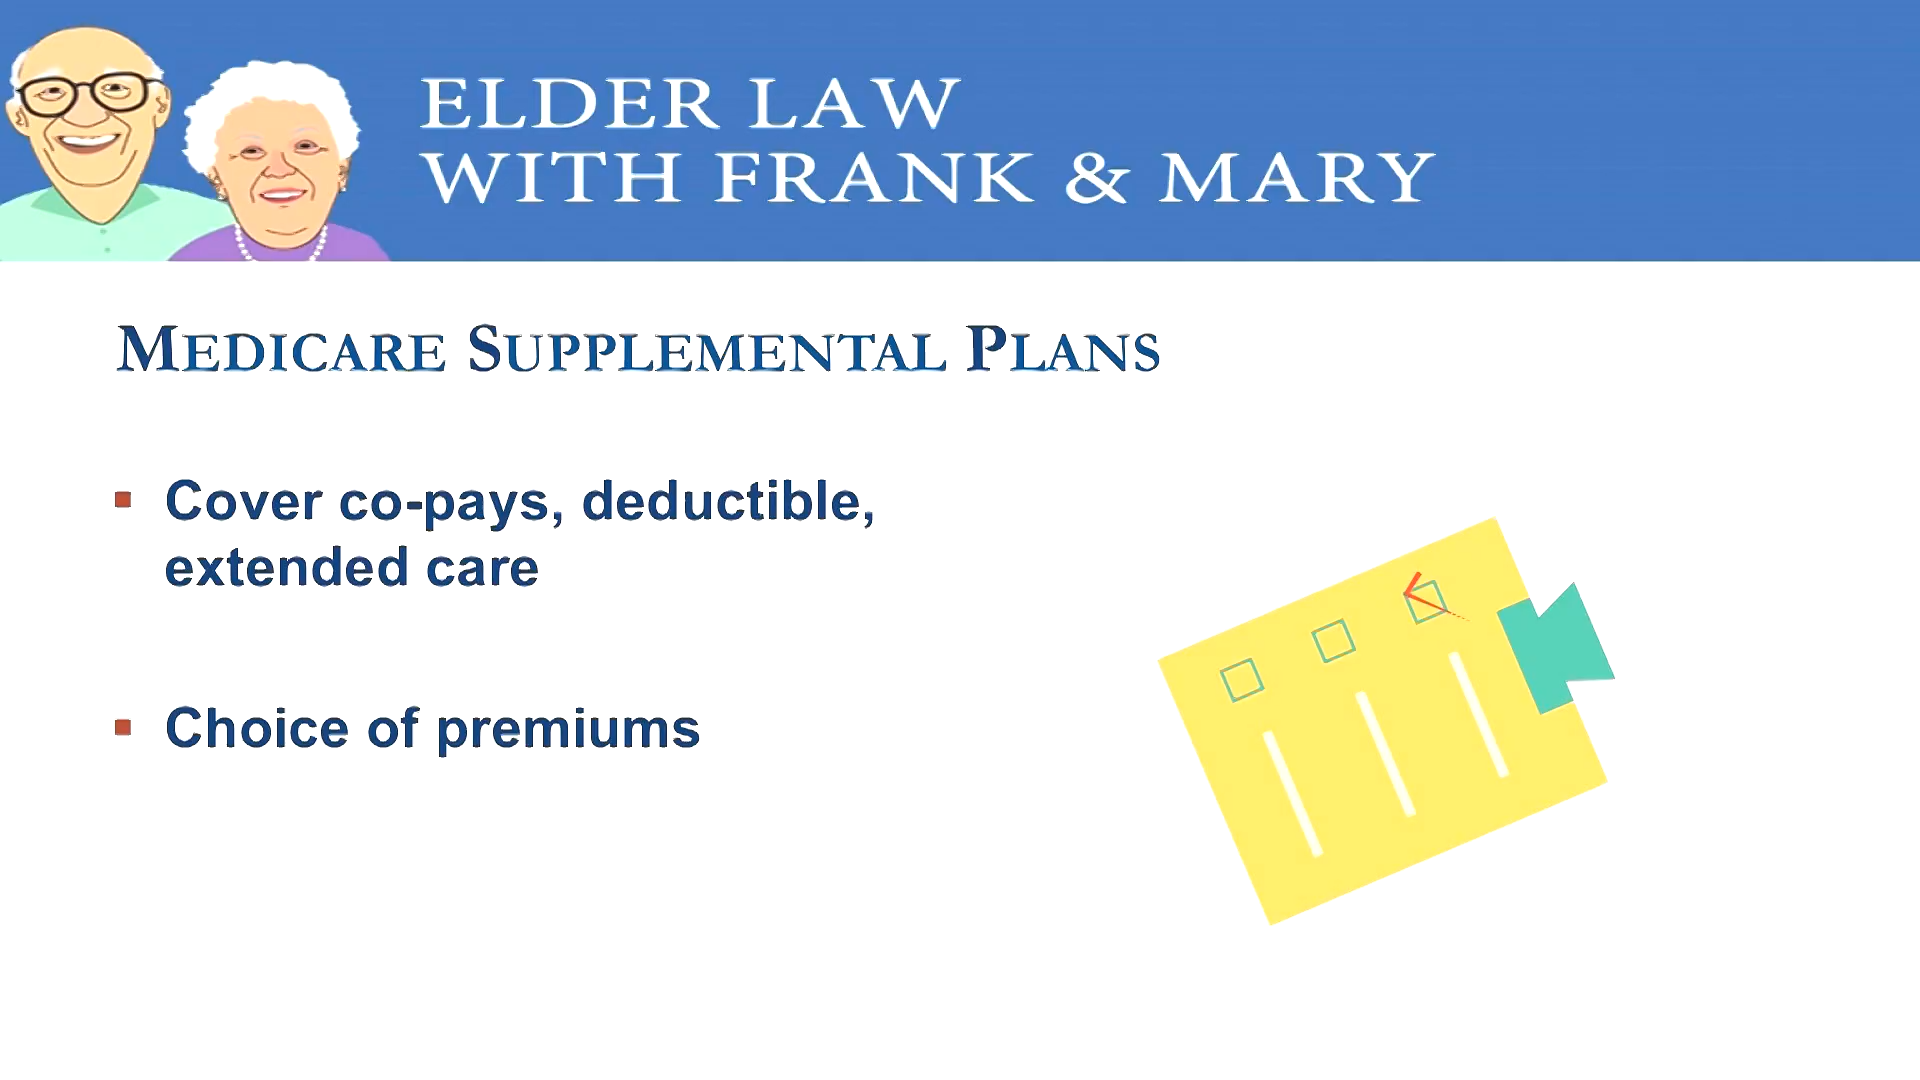 ELDER LAW
WITH FRANK & MARY
MEDICARE SUPPLEMENTAL PLANS
▪ Cover co-pays, deductible,
extended care
▪ Choice of premiums